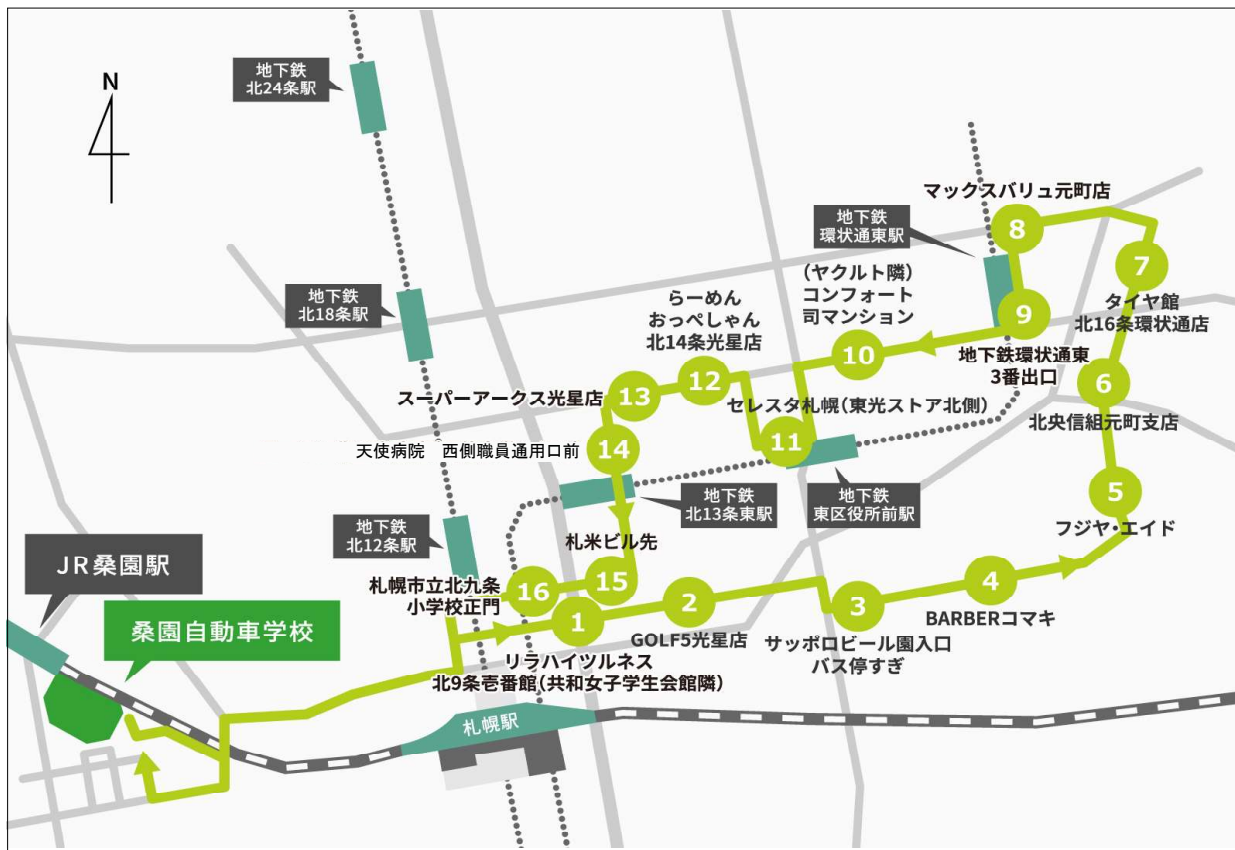 N
地下鉄
北24条駅
マックスバリュ元町店
8
地下鉄
環状通東駅
7
タイヤ館
北16条環状通店
(ヤクルト隣)
コンフォート
司マンション
地下鉄
北18条駅
らーめん
おっぺしゃん
北14条光星店
9
地下鉄環状通東
3番出口
10
6
北央信組元町支店
12
13
スーパーアークス光星店
セレスタ札幌(東光ストア北側)
11
天使病院 西側職員通用口前
14
5
フジヤ・エイド
地下鉄
北13条東駅
地下鉄
東区役所前駅
地下鉄
北12条駅
札米ビル先
15
16
札幌市立北九条
小学校正門
JR桑園駅
桑園自動車学校
1
リラハイツルネス
北9条壱番館(共和女子学生会館隣)
2
GOLF5光星店
3
サッポロビール園入口
バス停すぎ
4
BARBERコマキ
札幌駅